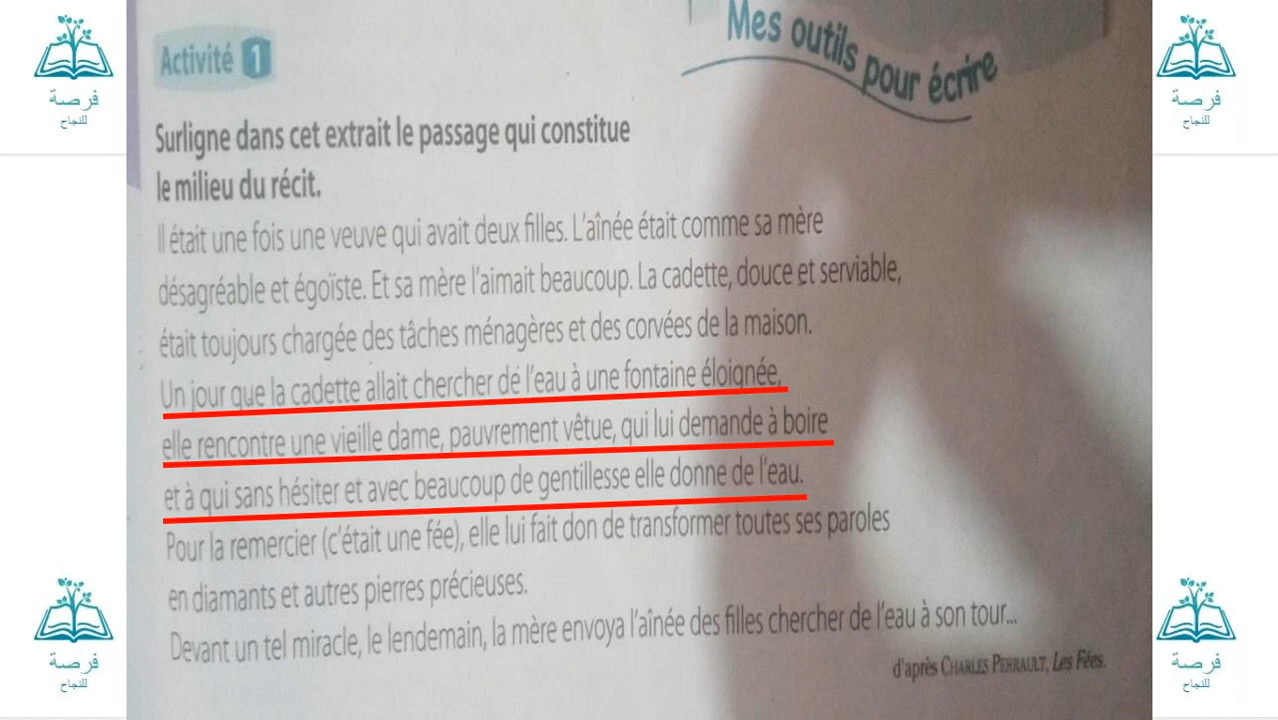 فرصة
للنجاح
فرصة
للنجاح
Mes outils pour écrire
Activité 1
Surligne dans cet extrait le passage qui constitue
le milieu du récit.
Il était une fois une veuve qui avait deux filles. L'aînée était comme sa mère
désagréable et égoïste. Et sa mère l'aimait beaucoup. La cadette, douce et serviable,
était toujours chargée des tâches ménagères et des corvées de la maison.
Un jour que la cadette allait chercher de l'eau à une fontaine éloignée,
elle rencontre une vieille dame, pauvrement vêtue, qui lui demande à boire
et à qui sans hésiter et avec beaucoup de gentillesse elle donne de l'eau.
Pour la remercier (c'était une fée), elle lui fait don de transformer toutes ses paroles
en diamants et autres pierres précieuses.
Devant un tel miracle, le lendemain, la mère envoya l'aînée des filles chercher de l'eau à son tour...
d'après CHARLES PERRAULT, Les Fées.
فرصة
للنجاح
فرصة
للنجاح